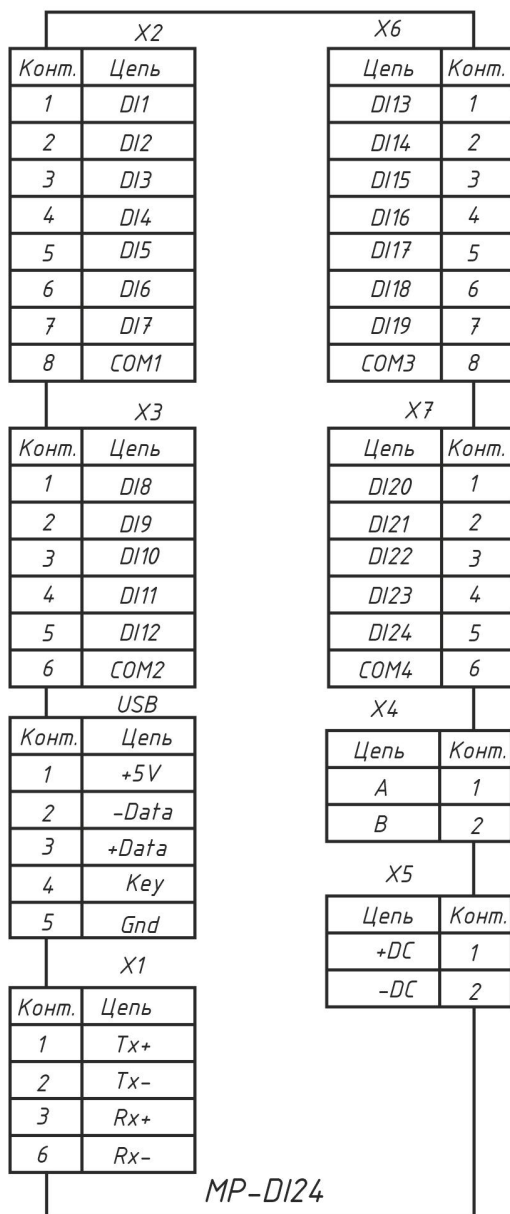 X2
Конт. Цепь
1 DI1
2 DI2
3 DI3
4 DI4
5 DI5
6 DI6
7 DI7
8 COM1
X3
Конт. Цепь
1 DI8
2 DI9
3 DI10
4 DI11
5 DI12
6 COM2
USB
Конт. Цепь
1 +5V
2 -Data
3 +Data
4 Key
5 Gnd
X1
Конт. Цепь
1 Tx+
2 Tx-
3 Rx+
6 Rx-
X6
Цепь Конт.
DI13 1
DI14 2
DI15 3
DI16 4
DI17 5
DI18 6
DI19 7
COM3 8
X7
Цепь Конт.
DI20 1
DI21 2
DI22 3
DI23 4
DI24 5
COM4 6
X4
Цепь Конт.
A 1
B 2
X5
Цепь Конт.
+DC 1
-DC 2
MP-DI24